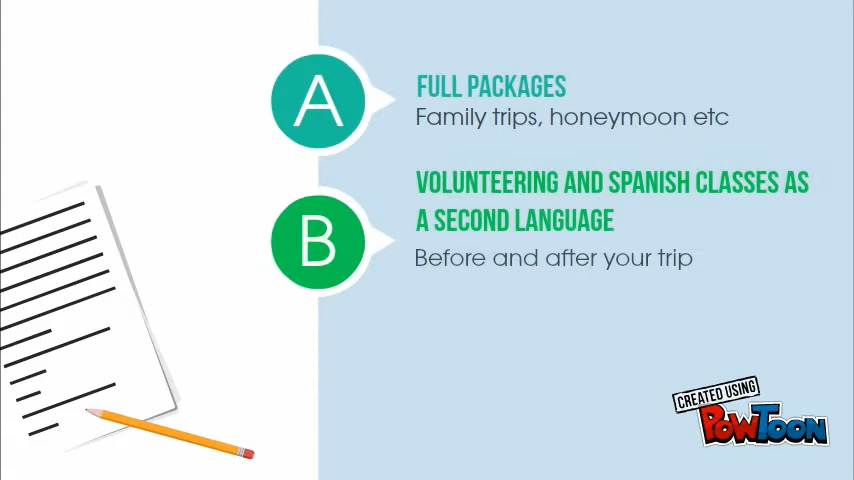 A
FULL PACKAGES
Family trips, honeymoon etc
B
VOLUNTEERING AND SPANISH CLASSES AS
A SECOND LANGUAGE
Before and after your trip
CREATED USING
POWTOON